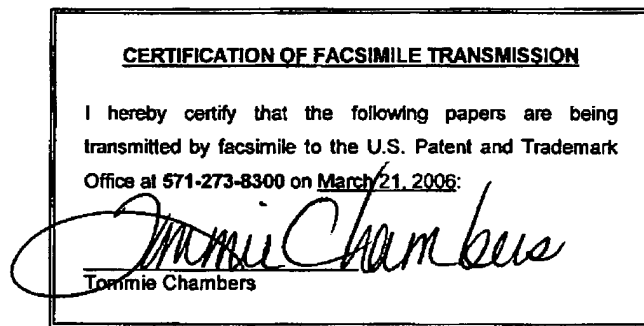 CERTIFICATION OF FACSIMILE TRANSMISSION
I hereby certify that the following papers are being
transmitted by facsimile to the U.S. Patent and Trademark
Office at 571-273-8300 on March 21, 2006:
Tommie Chambers
Tommie Chambers